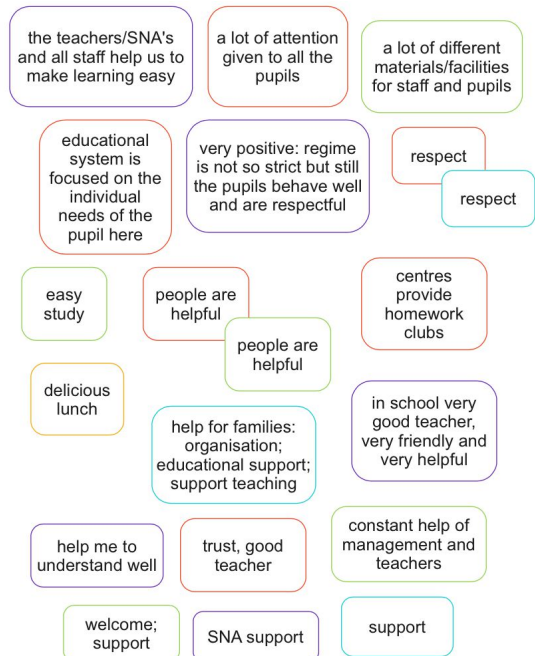 the teachers/SNA's
and all staff help us to
make learning easy
a lot of attention
given to all the
pupils
a lot of different
materials/facilities
for staff and pupils
educational
system is
focused on the
individual
needs of the
pupil here
very positive: regime
is not so strict but still
the pupils behave well
and are respectful
respect
respect
easy
study
people are
helpful
people are
helpful
centres
provide
homework
clubs
delicious
lunch
help for families:
organisation;
educational support;
support teaching
in school very
good teacher,
very friendly and
very helpful
help me to
understand well
trust, good
teacher
constant help of
management and
teachers
welcome;
support
SNA support
support